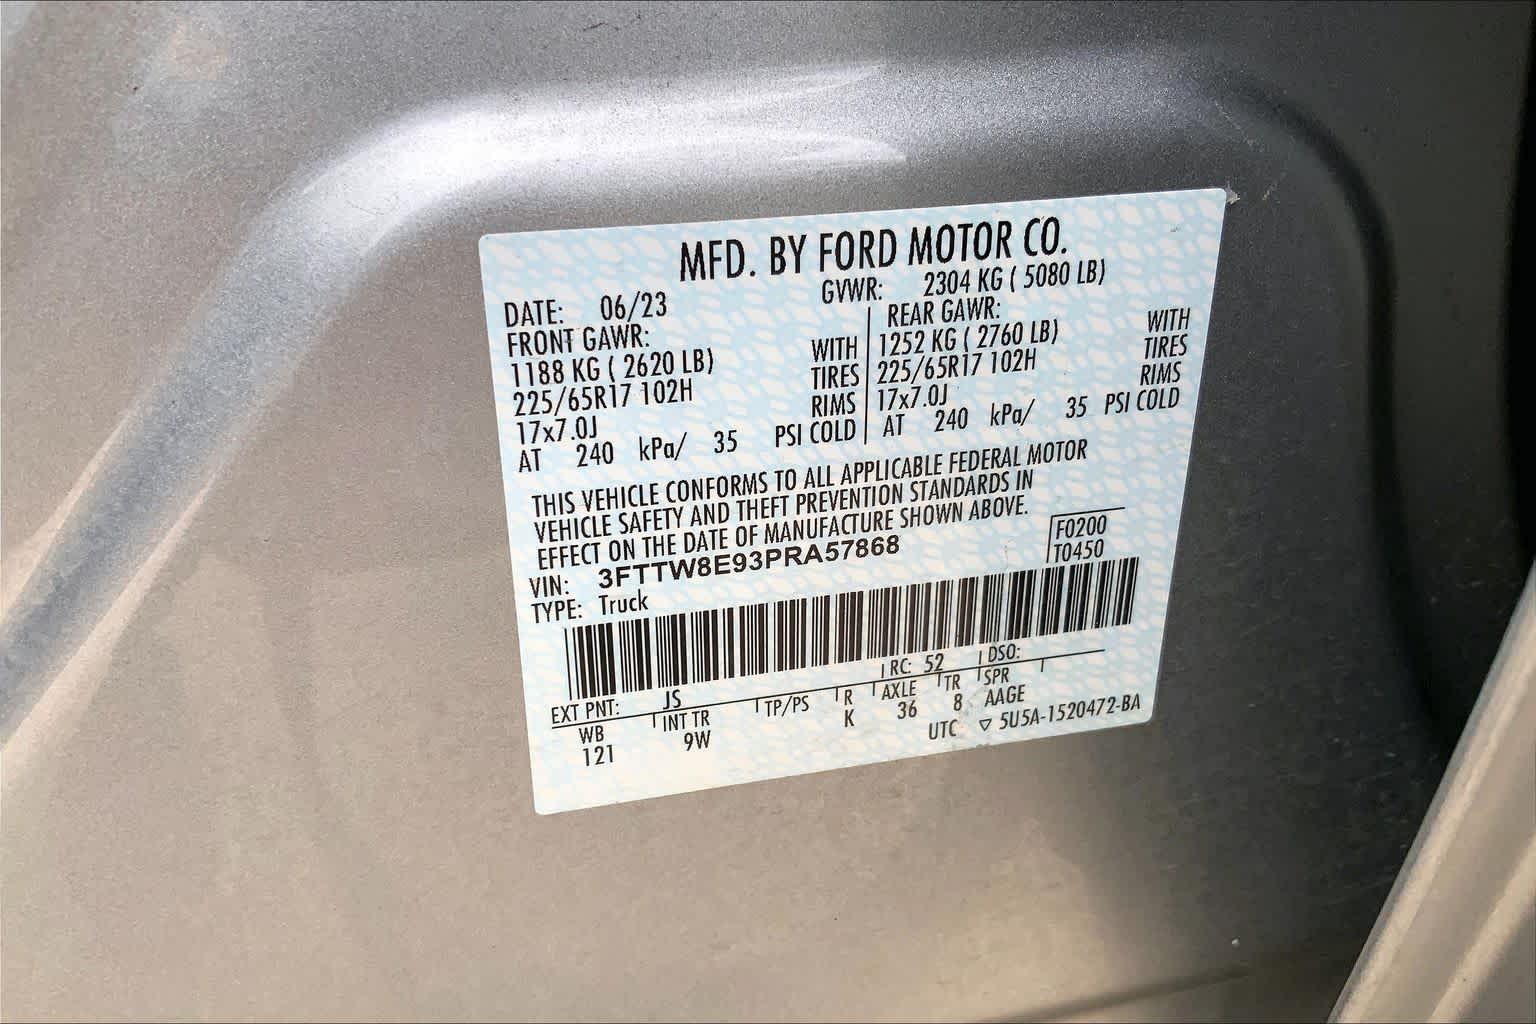 MFD. BY FORD MOTOR CO.
DATE: 06/23 GVWR: 2304 KG ( 5080 LB)
FRONT GAWR: REAR GAWR:
1188 KG ( 2620 LB) WITH 1252 KG ( 2760 LB) WITH
225/65R17 102H TIRES 225/65R17 102H TIRES
17x7.0J RIMS 17x7.0J RIMS
AT 240 kPa/ 35 PSI COLD AT 240 kPa/ 35 PSI COLD
THIS VEHICLE CONFORMS TO ALL APPLICABLE FEDERAL MOTOR
VEHICLE SAFETY AND THEFT PREVENTION STANDARDS IN
EFFECT ON THE DATE OF MANUFACTURE SHOWN ABOVE.
VIN: 3FTTW8E93PRA57868 F0200
TYPE: Truck T0450
EXT PNT: JS RC: 52 DSO:
WB INT TR TP/PS R AXLE TR SPR
121 9W K 36 8 AAGE
UTC ▽ 5U5A-1520472-BA